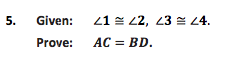 5. Given: ∠1 ≅ ∠2, ∠3 ≅ ∠4.
Prove: AC = BD.